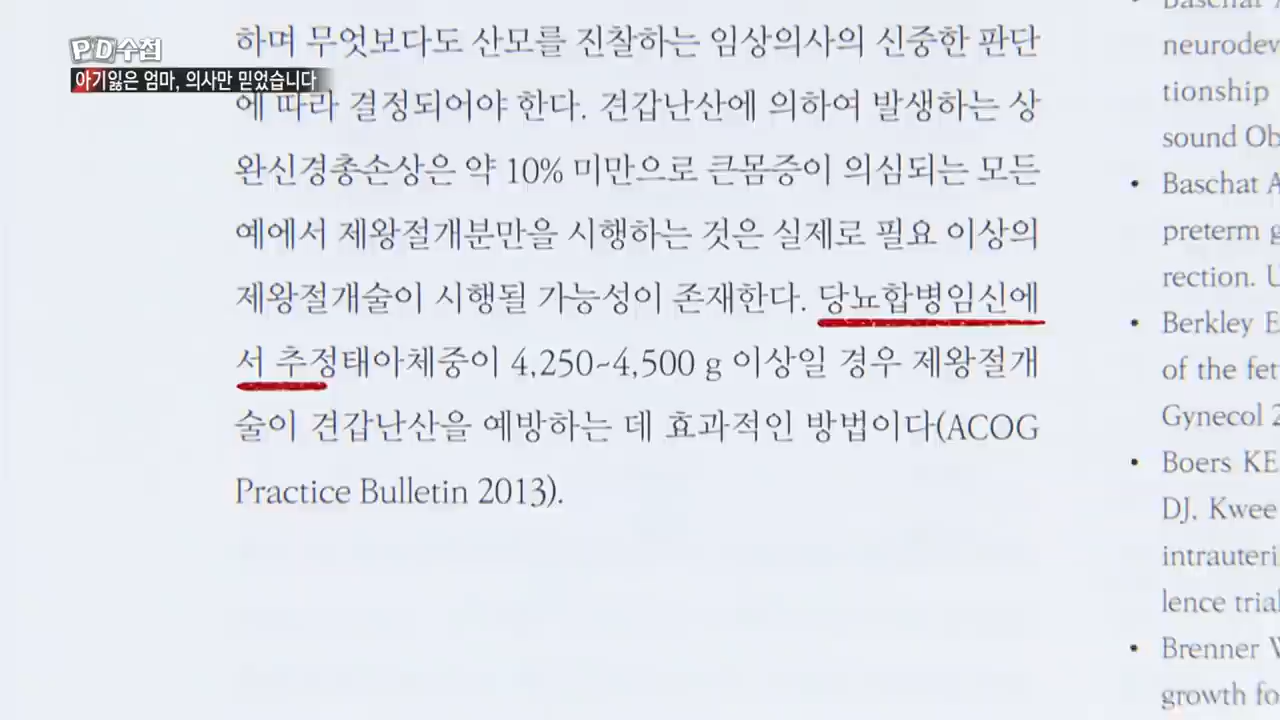 PD수첩
아기잃은 엄마, 의사만 믿었습니다
하며 무엇보다도 산모를 진찰하는 임상의사의 신중한 판단
에 따라 결정되어야 한다. 견갑난산에 의하여 발생하는 상
완신경총손상은 약 10% 미만으로 큰몸증이 의심되는 모든
예에서 제왕절개분만을 시행하는 것은 실제로 필요 이상의
제왕절개술이 시행될 가능성이 존재한다. 당뇨합병임신에
서 추정태아체중이 4,250~4,500 g 이상일 경우 제왕절개
술이 견갑난산을 예방하는 데 효과적인 방법이다(ACOG
Practice Bulletin 2013).
• Baschat
neurodev
tionship
sound Ob
• Baschat A
preterm g
rection. U
• Berkley E
of the fet
Gynecol 2
• Boers KE
DJ, Kwee
intrauteri
lence trial
• Brenner W
growth fo